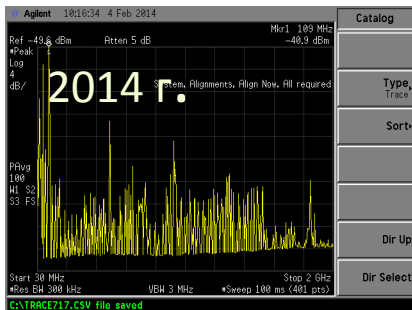 Agilent 10:16:34 4 Feb 2014
Catalog
Mkr1 109 MHz
Ref -49.6 dBm Atten 5 dB -40.9 dBm
#Peak
Log
4
dB/
2014 г.
System, Alignments, Align Now, All required
Type
Trace
Sort
PAvg
100
W1 S2
S3 FS
Dir Up
Start 30 MHz Stop 2 GHz
#Res BW 300 kHz VBW 3 MHz #Sweep 100 ms (401 pts)
Dir Select
C:\TRACE717.CSV file saved